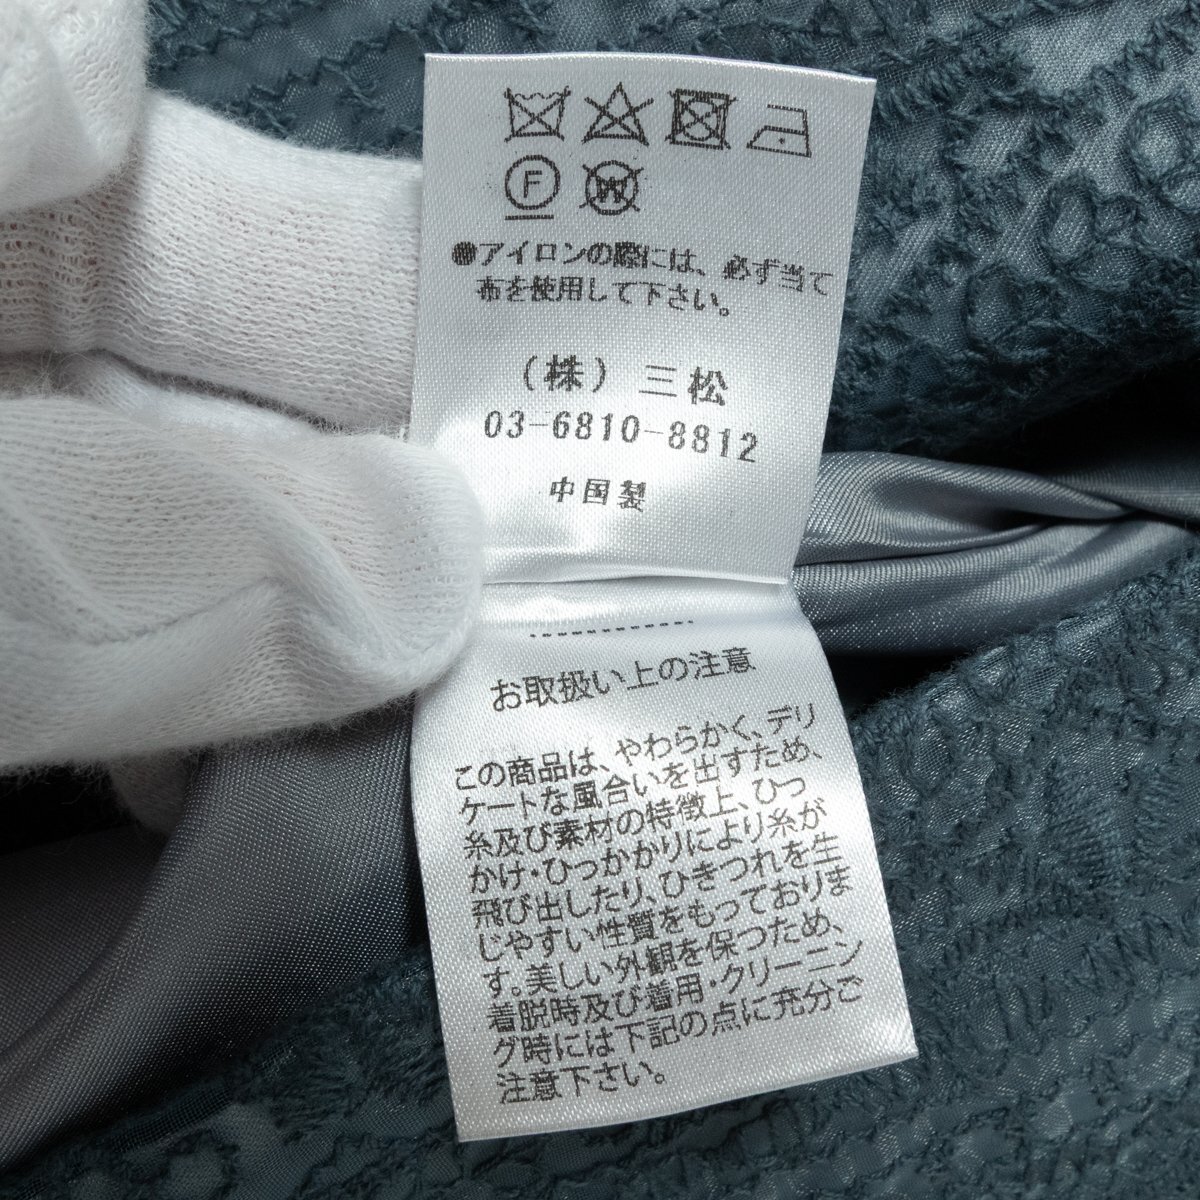 F
W
●アイロンの際には、必ず当て
布を使用して下さい。
(株)三松
03-6810-8812
中国製
お取扱い上の注意
この商品は、やわらかく、デリ
ケートな風合いを出すため、
糸及び素材の特徴上、ひっ
かけ・ひっかかりにより糸が
飛び出したり、ひきつれを生
じやすい性質をもっておりま
す。美しい外観を保つため、
着脱時及び着用・クリーニン
グ時には下記の点に充分ご
注意下さい。